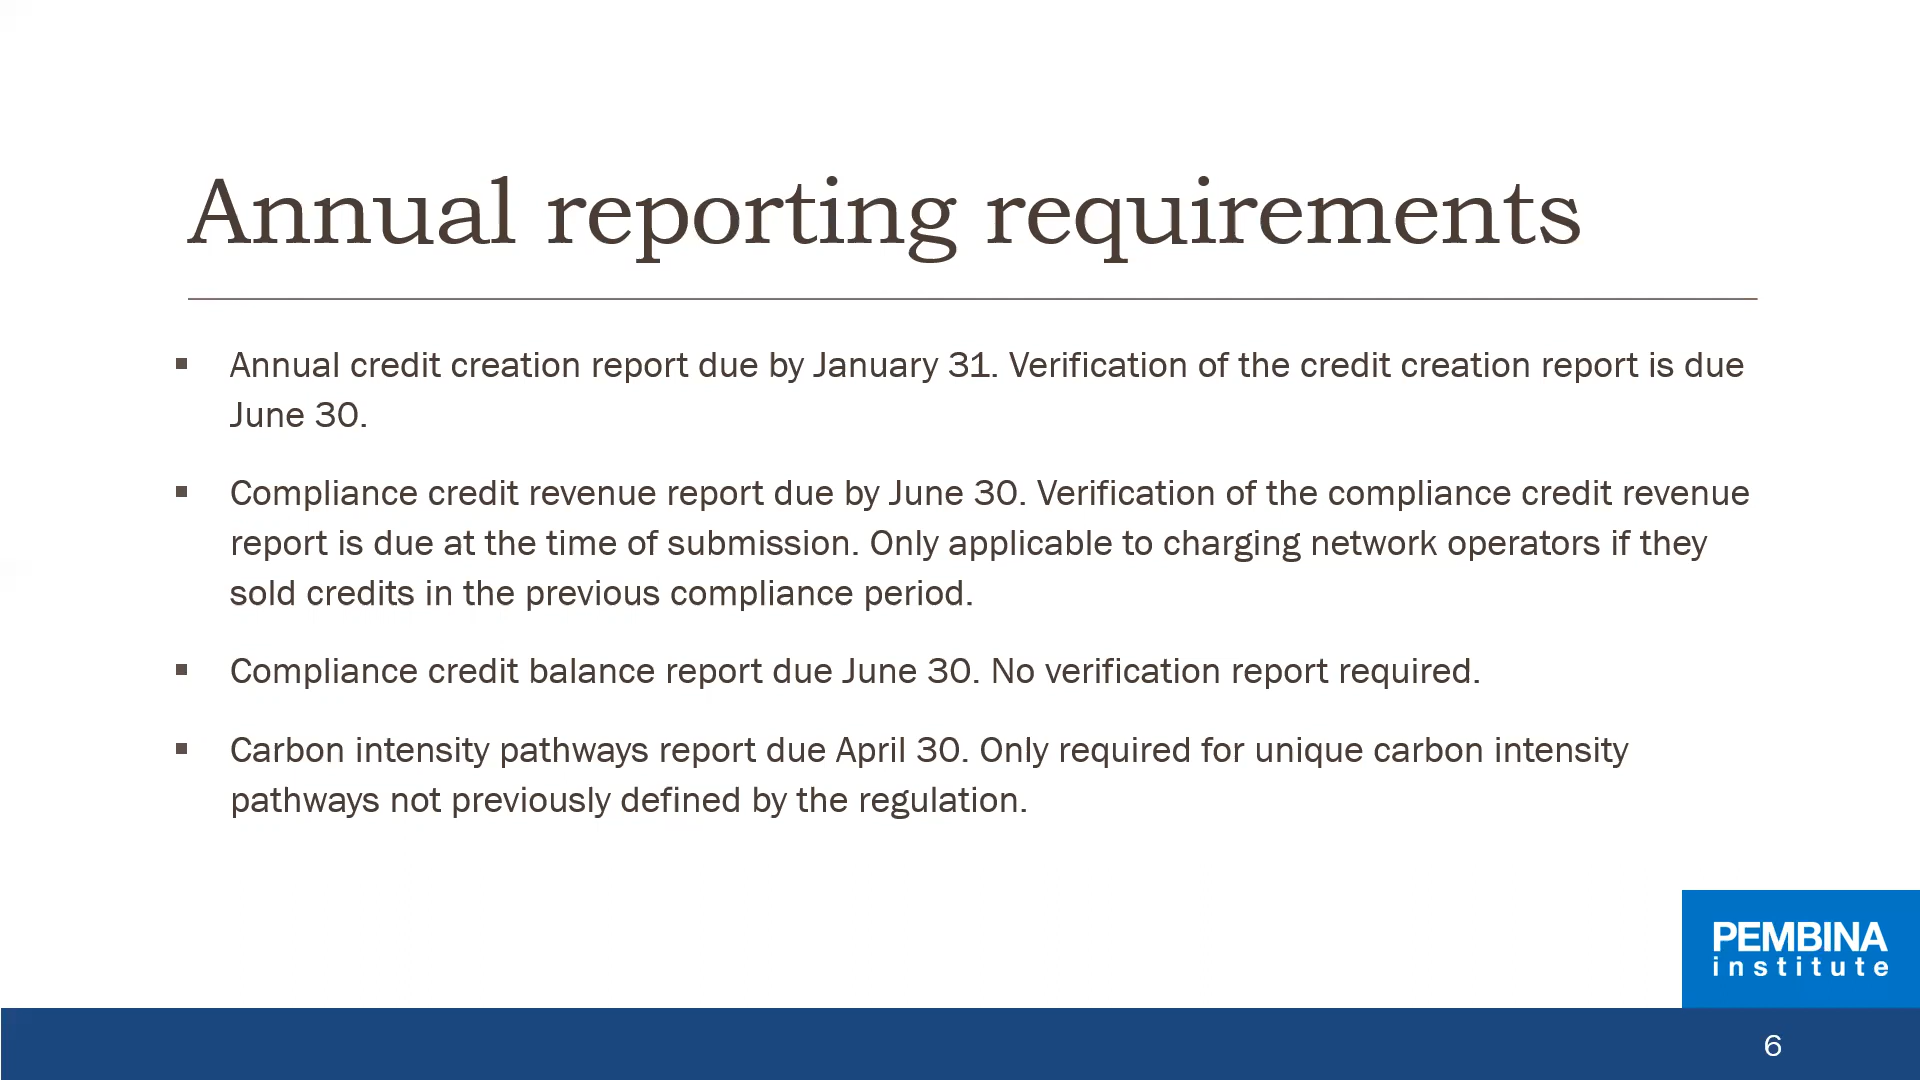 Annual reporting requirements
▪ Annual credit creation report due by January 31. Verification of the credit creation report is due
June 30.
▪ Compliance credit revenue report due by June 30. Verification of the compliance credit revenue
report is due at the time of submission. Only applicable to charging network operators if they
sold credits in the previous compliance period.
▪ Compliance credit balance report due June 30. No verification report required.
▪ Carbon intensity pathways report due April 30. Only required for unique carbon intensity
pathways not previously defined by the regulation.
PEMBINA
institute
6